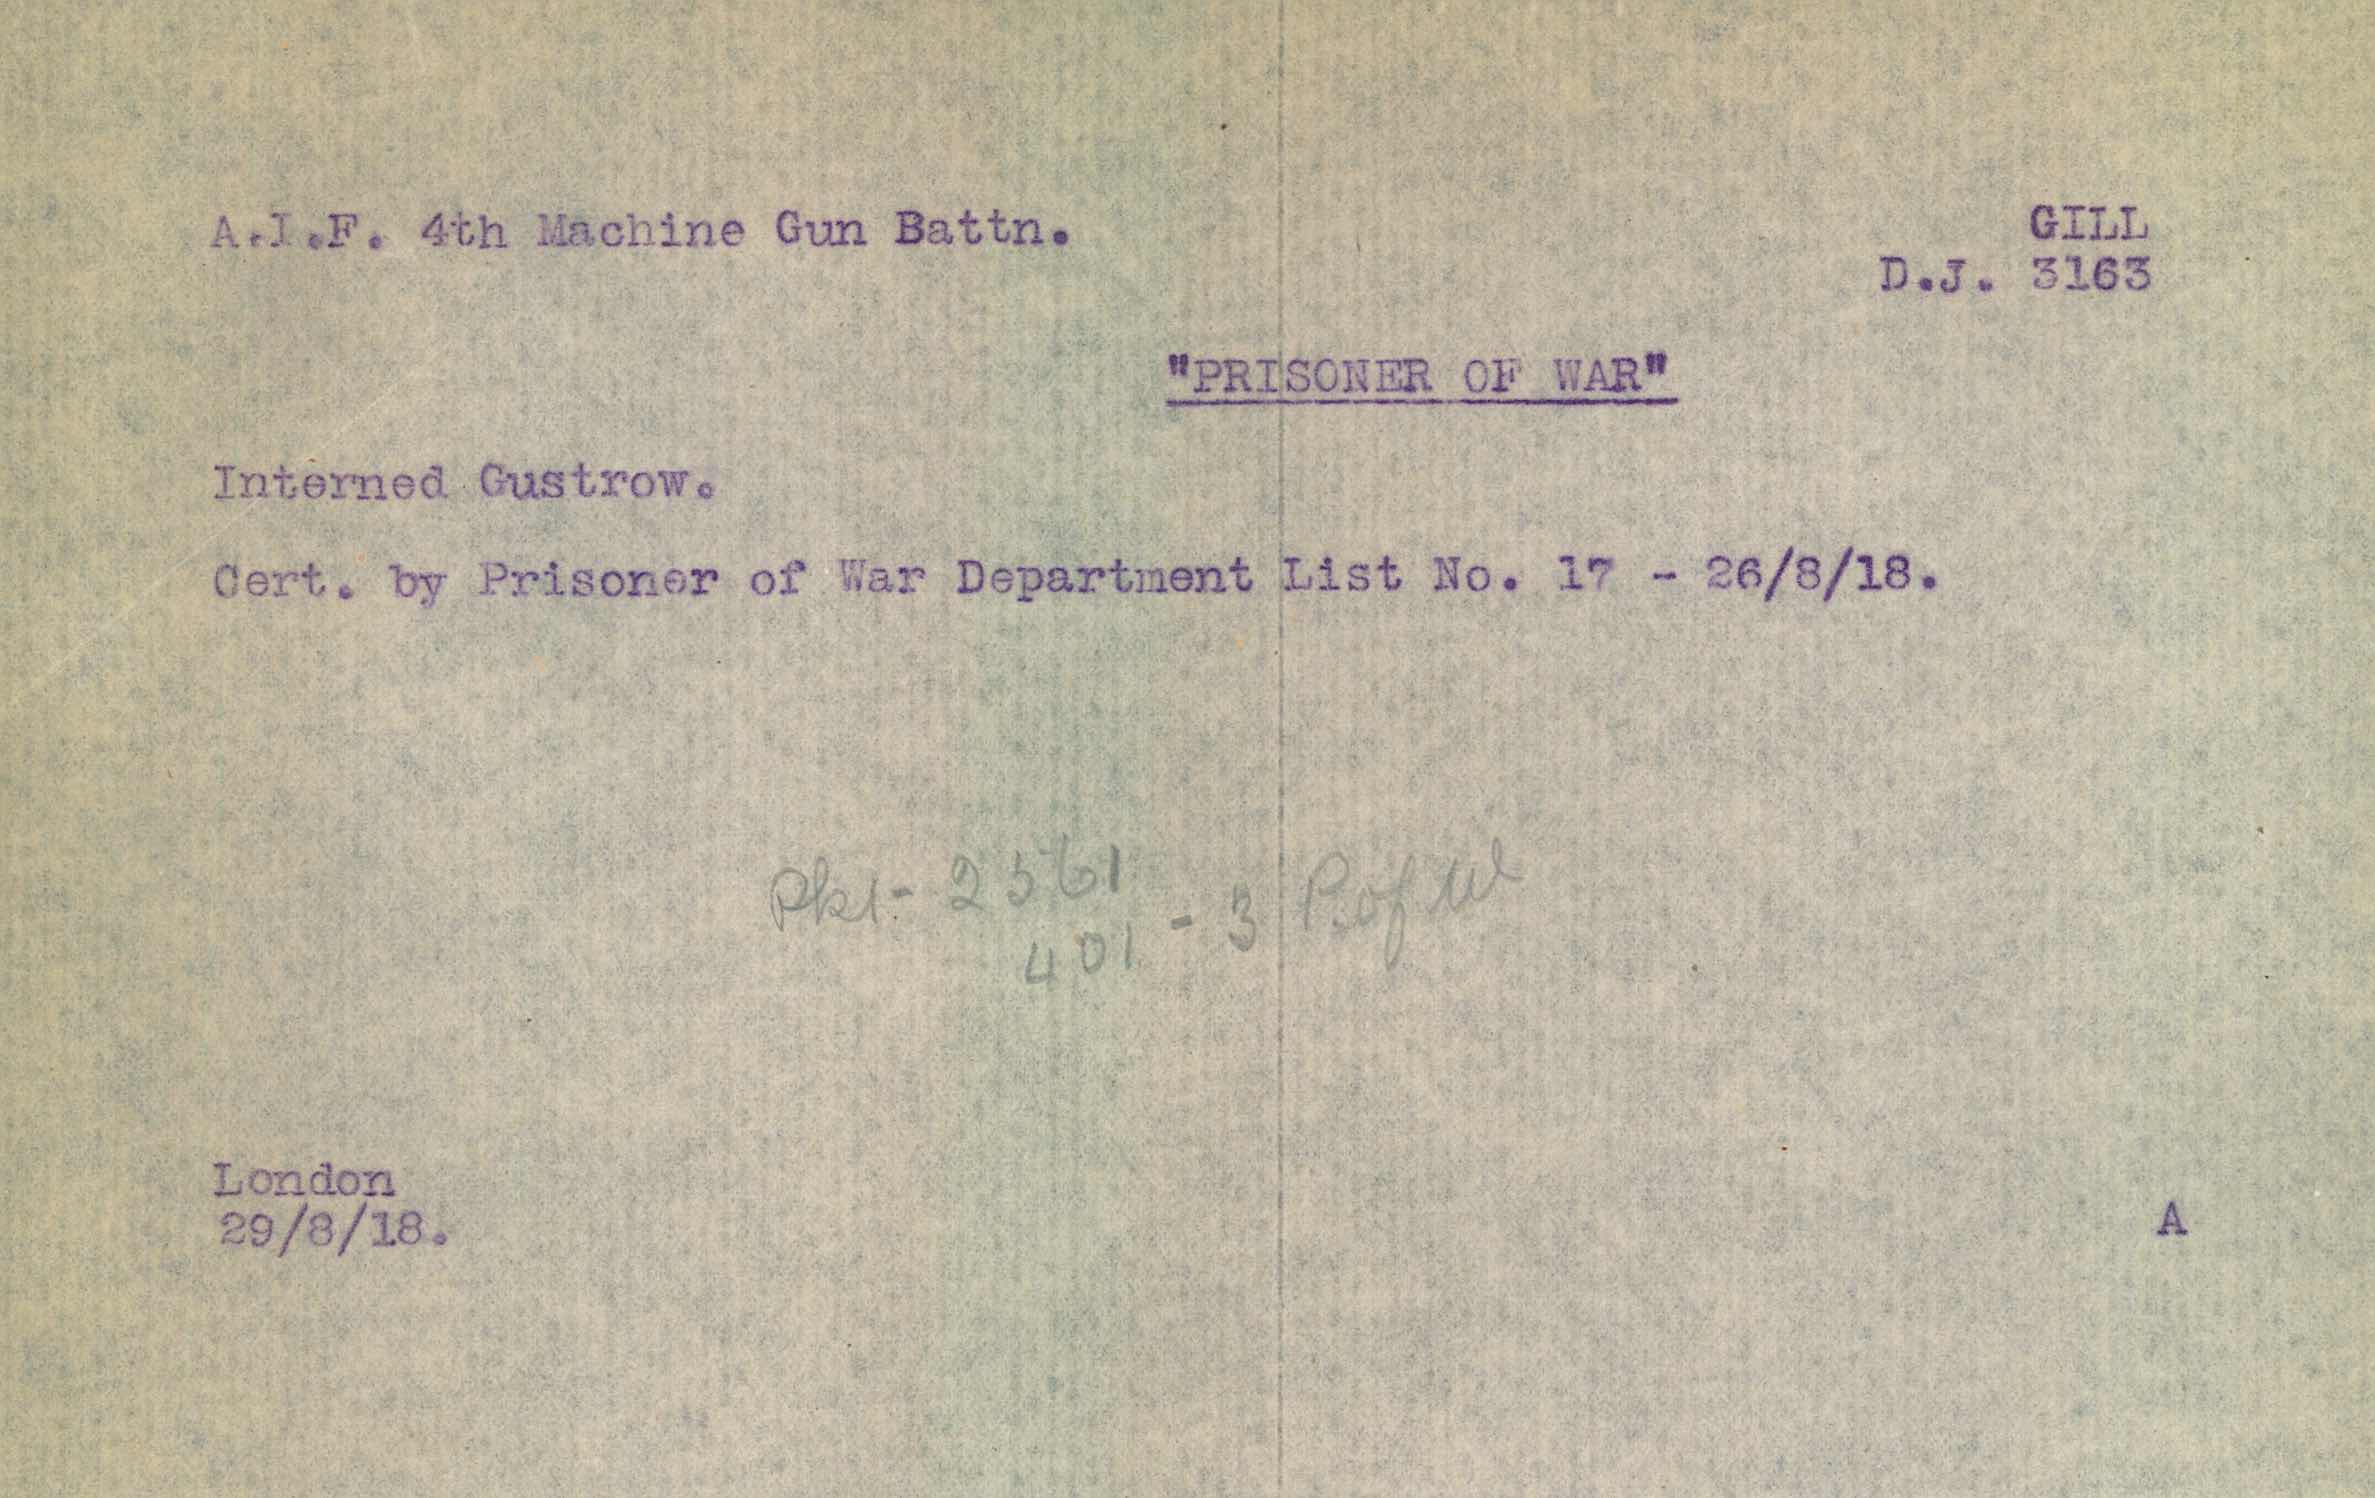 A.I.F. 4th Machine Gun Battn.
GILL
D.J. 3163
"PRISONER OF WAR"
Interned Gustrow.
Cert. by Prisoner of War Department List No. 17 - 26/8/18.
Pkt - 2561
401 - 3 P. of W
London
29/8/18.
A